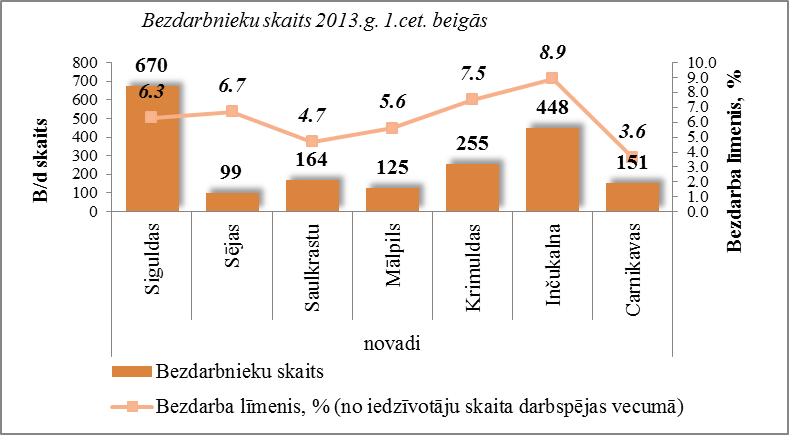 Bezdarbnieku skaits 2013.g. 1.cet. beigās
B/d skaits
800
700
600
500
400
300
200
100
0
670
99
164
125
255
448
151
6.3
6.7
4.7
5.6
7.5
8.9
3.6
10.0
9.0
8.0
7.0
6.0
5.0
4.0
3.0
2.0
1.0
0.0
Bezdarba līmenis, %
Siguldas
Sējas
Saulkrastu
Mālpils
Krimuldas
Inčukalna
Carnikavas
novadi
Bezdarbnieku skaits
Bezdarba līmenis, % (no iedzīvotāju skaita darbspējas vecumā)